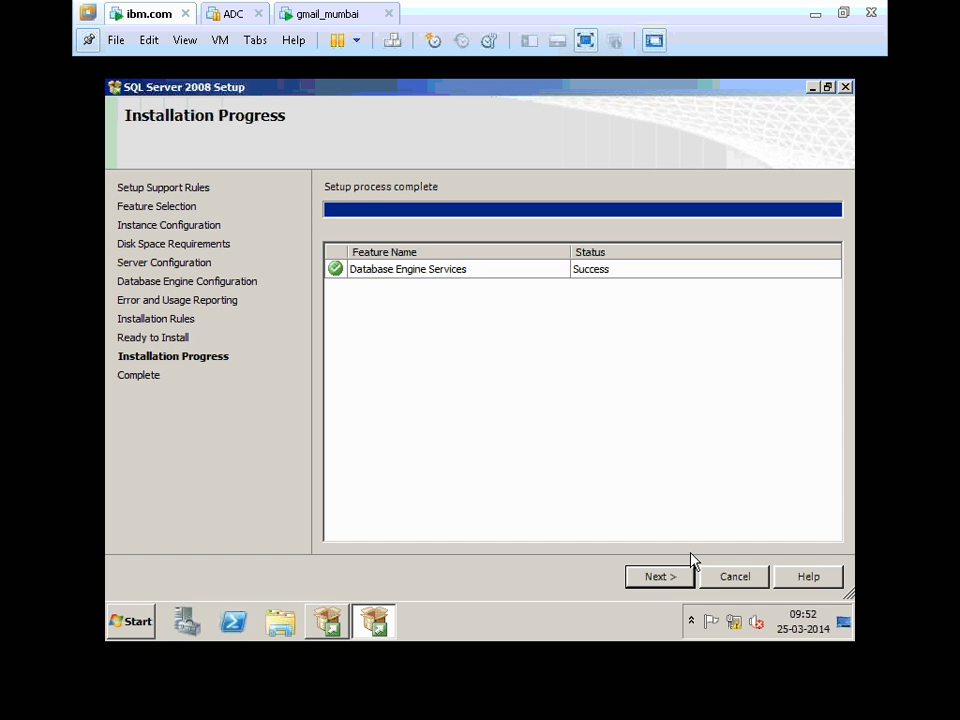 ibm.com ADC gmail_mumbai
File Edit View VM Tabs Help
SQL Server 2008 Setup
Installation Progress
Setup Support Rules
Feature Selection
Instance Configuration
Disk Space Requirements
Server Configuration
Database Engine Configuration
Error and Usage Reporting
Installation Rules
Ready to Install
Installation Progress
Complete
Setup process complete
Feature Name Status
Database Engine Services Success
Next > Cancel Help
Start
09:52
25-03-2014